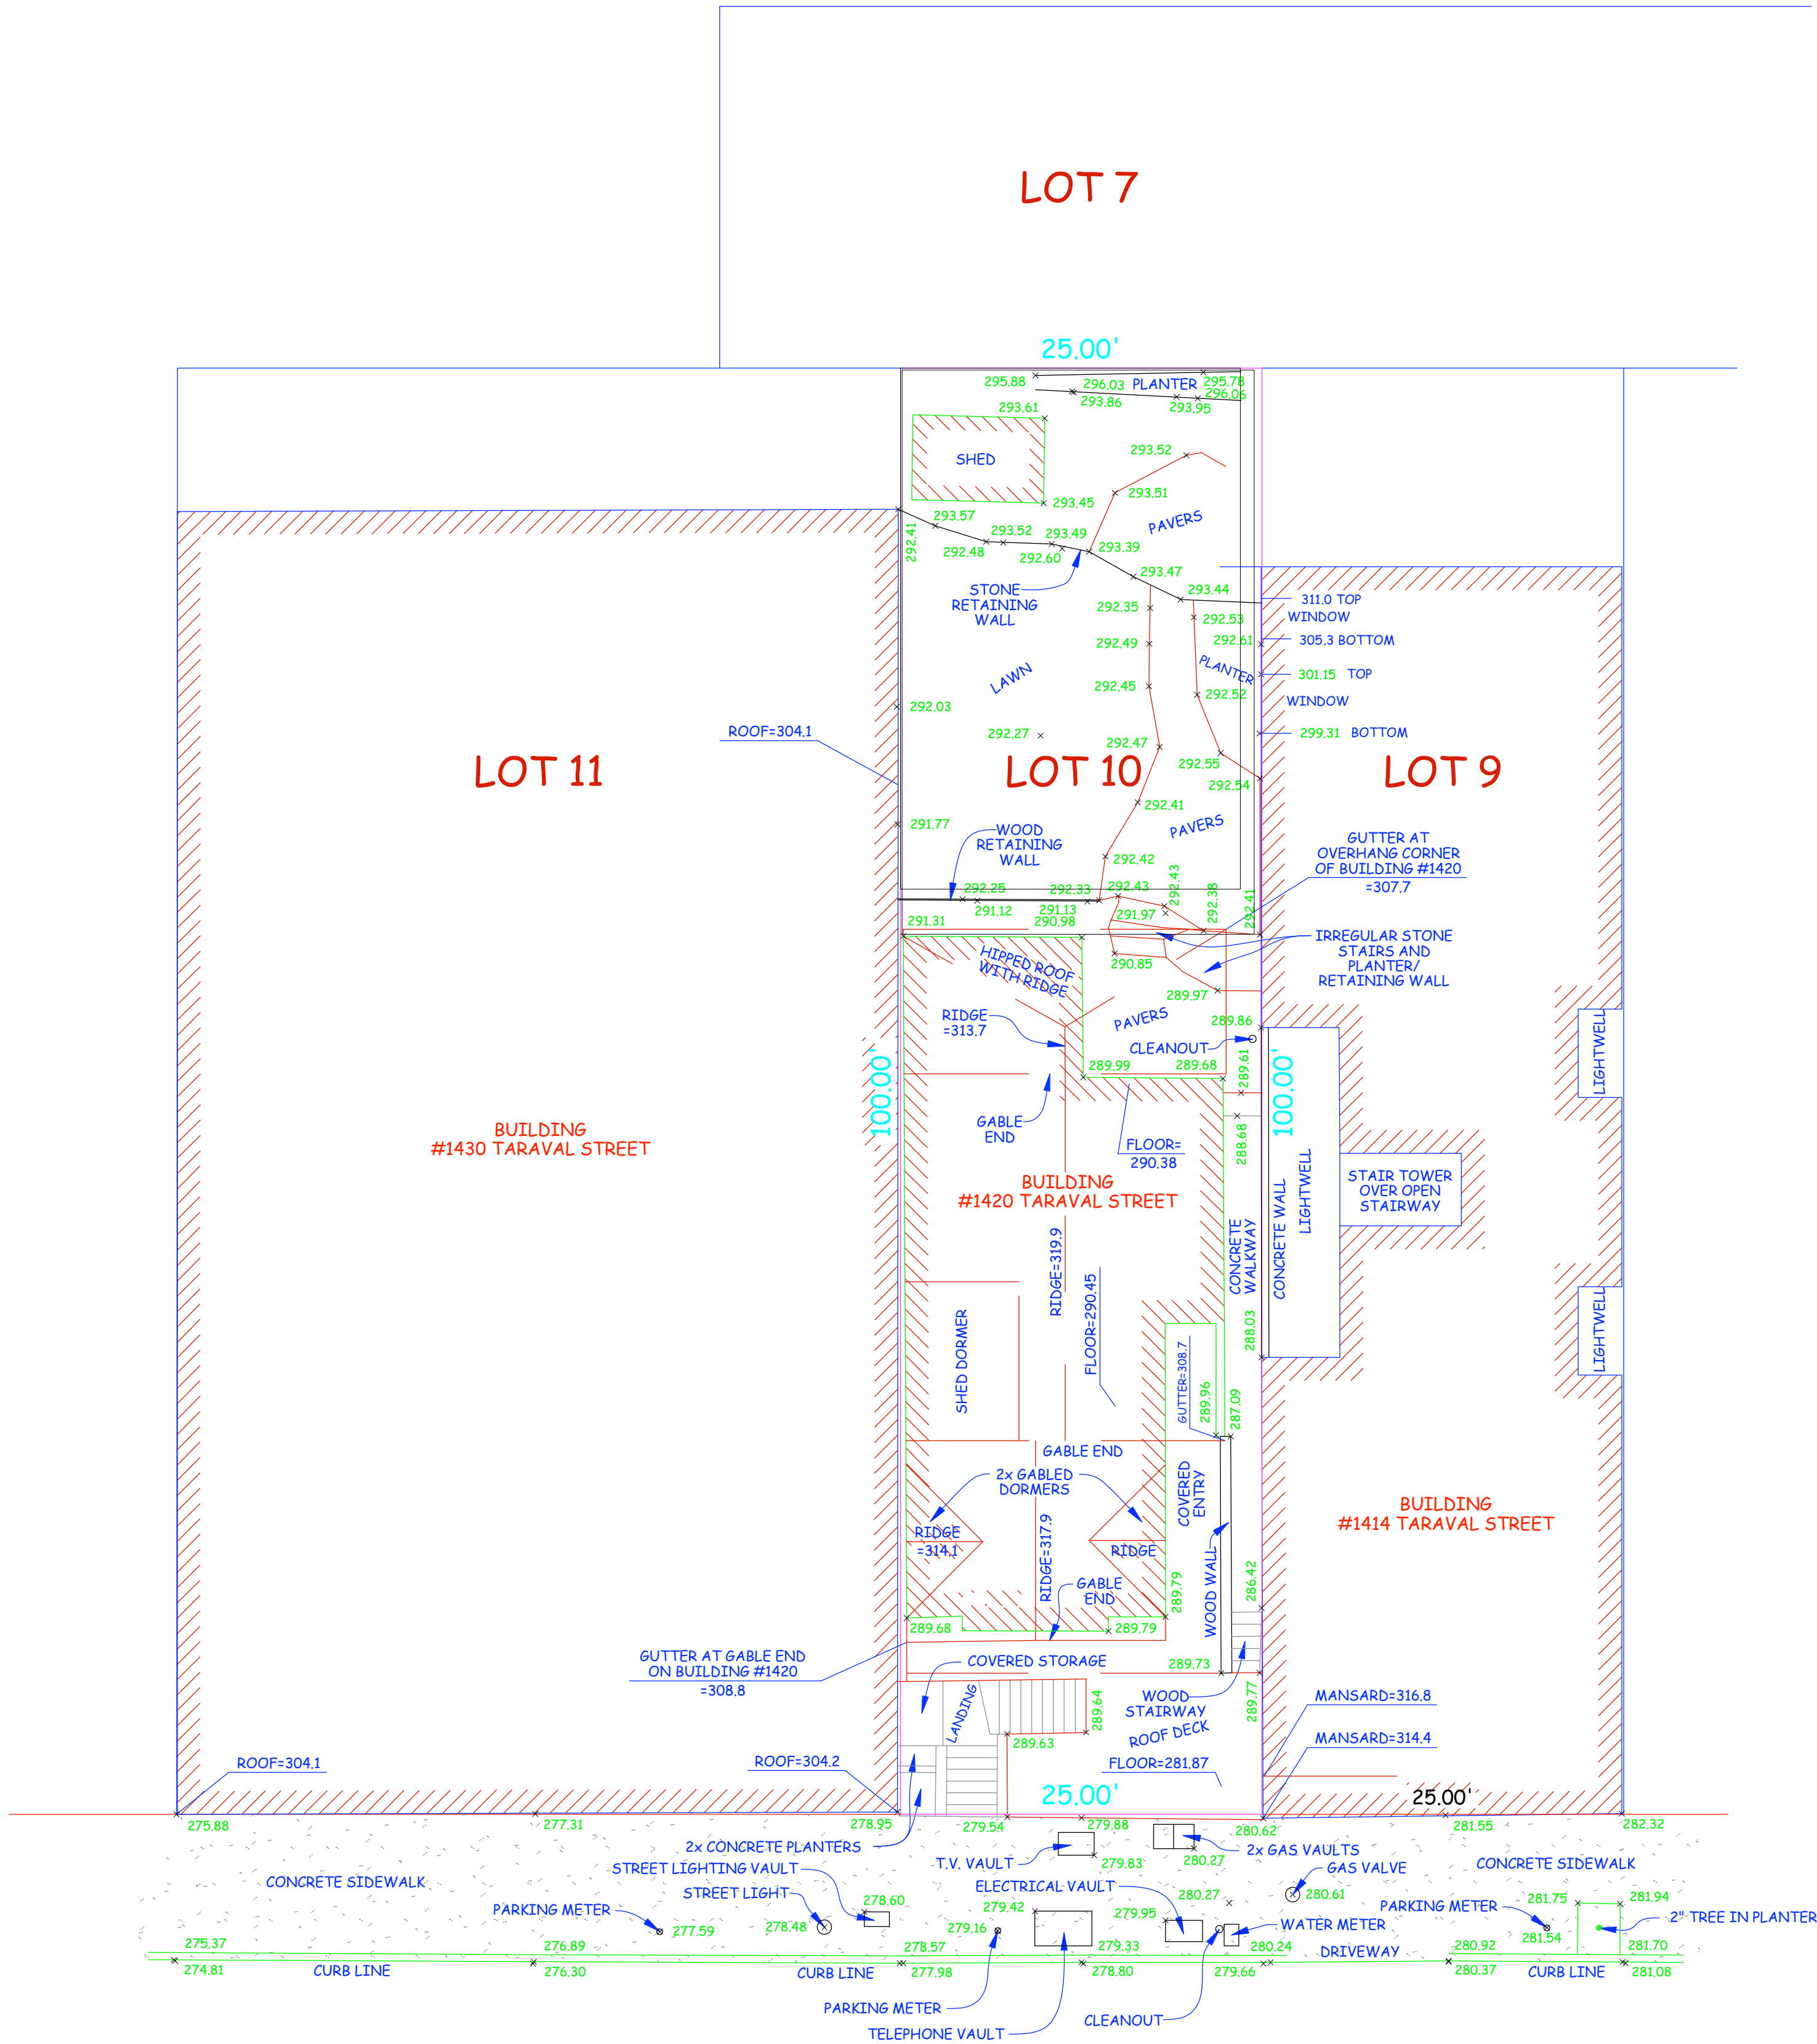 LOT 7
25.00'
295.88
296.03
PLANTER
295.78
296.06
293.86
293.95
293.61
SHED
293.52
293.51
293.45
PAVERS
293.57
292.41
293.52
293.49
292.48
292.60
293.39
293.47
STONE
RETAINING
WALL
292.35
293.44
311.0 TOP
WINDOW
292.53
292.49
292.61
305.3 BOTTOM
PLANTER
301.15 TOP
LAWN
292.45
292.52
WINDOW
292.03
ROOF=304.1
292.27
292.47
299.31 BOTTOM
292.55
LOT 11
LOT 10
LOT 9
292.54
292.41
291.77
WOOD
RETAINING
WALL
PAVERS
GUTTER AT
OVERHANG CORNER
OF BUILDING #1420
=307.7
292.42
292.25
292.33
292.43
292.43
292.38
292.41
291.12
291.13
291.97
291.31
290.98
IRREGULAR STONE
STAIRS AND
PLANTER/
RETAINING WALL
HIPPED ROOF
WITH RIDGE
290.85
289.97
RIDGE
=313.7
PAVERS
289.86
CLEANOUT
LIGHTWELL
289.99
289.68
289.61
100.00'
100.00'
GABLE
END
288.68
FLOOR=
290.38
BUILDING
#1430 TARAVAL STREET
BUILDING
#1420 TARAVAL STREET
STAIR TOWER
OVER OPEN
STAIRWAY
LIGHTWELL
CONCRETE WALL
CONCRETE
WALKWAY
RIDGE=319.9
FLOOR=290.45
288.03
LIGHTWELL
SHED DORMER
GUTTER=308.7
289.96
287.09
GABLE END
2x GABLED
DORMERS
COVERED
ENTRY
BUILDING
#1414 TARAVAL STREET
RIDGE
=314.1
RIDGE=317.9
RIDGE
WOOD WALL
286.42
GABLE
END
289.79
289.68
289.79
GUTTER AT GABLE END
ON BUILDING #1420
=308.8
COVERED STORAGE
289.73
WOOD
STAIRWAY
289.77
LANDING
289.64
MANSARD=316.8
ROOF DECK
289.63
MANSARD=314.4
ROOF=304.1
ROOF=304.2
FLOOR=281.87
25.00'
25.00'
275.88
277.31
278.95
279.54
279.88
280.62
281.55
282.32
2x CONCRETE PLANTERS
2x GAS VAULTS
T.V. VAULT
279.83
280.27
STREET LIGHTING VAULT
GAS VALVE
CONCRETE SIDEWALK
CONCRETE SIDEWALK
STREET LIGHT
ELECTRICAL VAULT
280.27
280.61
278.60
279.42
PARKING METER
PARKING METER
281.75
281.94
279.95
2" TREE IN PLANTER
277.59
278.48
279.16
WATER METER
281.54
275.37
276.89
278.57
279.33
280.24
DRIVEWAY
280.92
281.70
274.81
CURB LINE
276.30
CURB LINE
277.98
278.80
279.66
280.37
CURB LINE
281.08
PARKING METER
CLEANOUT
TELEPHONE VAULT